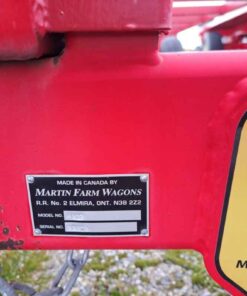 MADE IN CANADA BY
MARTIN FARM WAGONS
R.R. No. 2 ELMIRA, ONT. N3B 2Z2
MODEL NO.
SERIAL NO.
M